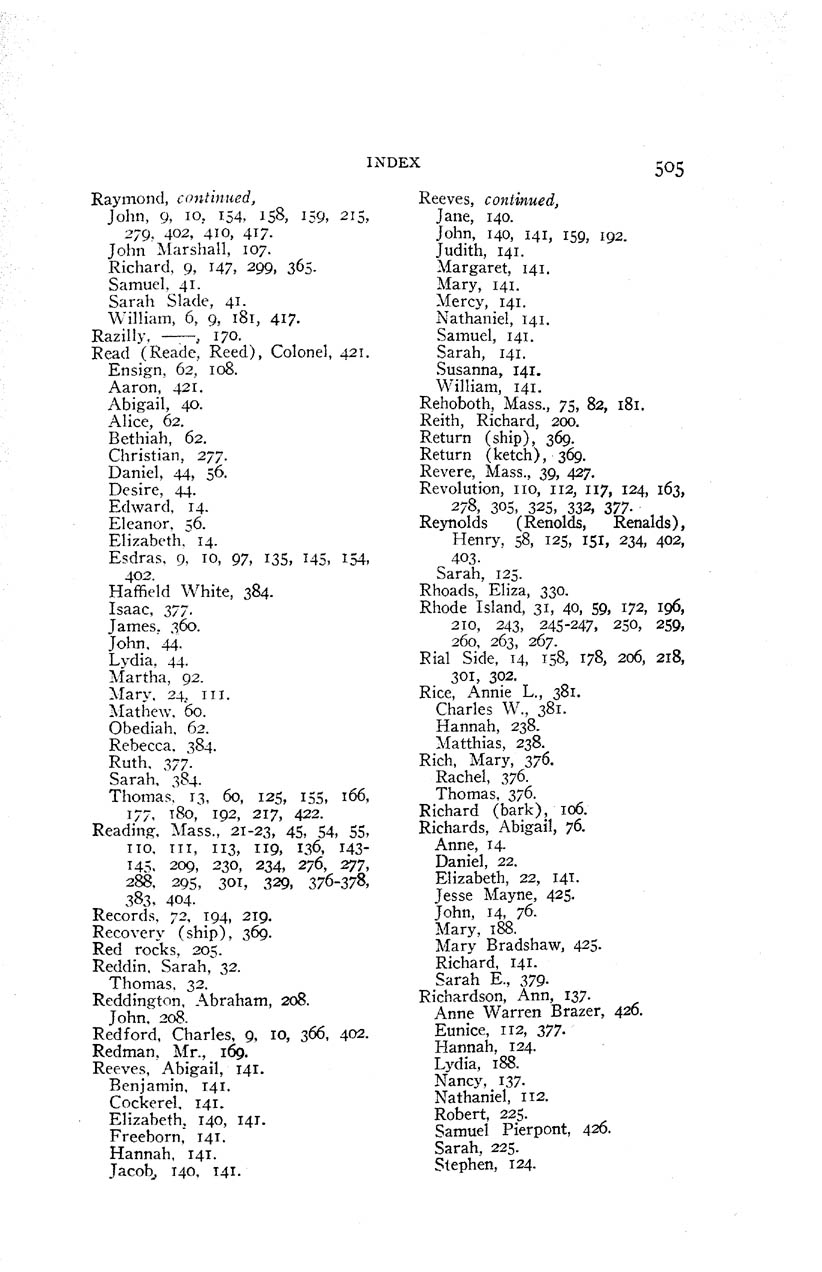 INDEX 505
Raymond, continued,
John, 9, 10, 154, 158, 159, 215,
279, 402, 410, 417.
John Marshall, 107.
Richard, 9, 147, 299, 365.
Samuel, 41.
Sarah Slade, 41.
William, 6, 9, 181, 417.
Razilly, ——, 170.
Read (Reade, Reed), Colonel, 421.
Ensign, 62, 108.
Aaron, 421.
Abigail, 40.
Alice, 62.
Bethiah, 62.
Christian, 277.
Daniel, 44, 56.
Desire, 44.
Edward, 14.
Eleanor, 56.
Elizabeth, 14.
Esdras, 9, 10, 97, 135, 145, 154,
402.
Haffield White, 384.
Isaac, 377.
James, 360.
John, 44.
Lydia, 44.
Martha, 92.
Mary, 24, 111.
Mathew, 60.
Obediah, 62.
Rebecca, 384.
Ruth, 377.
Sarah, 384.
Thomas, 13, 60, 125, 155, 166,
177, 180, 192, 217, 422.
Reading, Mass., 21-23, 45, 54, 55,
110, 111, 113, 119, 136, 143-
145, 209, 230, 234, 276, 277,
288, 295, 301, 329, 376-378,
383, 404.
Records, 72, 194, 219.
Recovery (ship), 369.
Red rocks, 205.
Reddin, Sarah, 32.
Thomas, 32.
Reddington, Abraham, 208.
John, 208.
Redford, Charles, 9, 10, 366, 402.
Redman, Mr., 169.
Reeves, Abigail, 141.
Benjamin, 141.
Cockerel, 141.
Elizabeth, 140, 141.
Freeborn, 141.
Hannah, 141.
Jacob, 140, 141.
Reeves, continued,
Jane, 140.
John, 140, 141, 159, 192.
Judith, 141.
Margaret, 141.
Mary, 141.
Mercy, 141.
Nathaniel, 141.
Samuel, 141.
Sarah, 141.
Susanna, 141.
William, 141.
Rehoboth, Mass., 75, 82, 181.
Reith, Richard, 200.
Return (ship), 369.
Return (ketch), 369.
Revere, Mass., 39, 427.
Revolution, 110, 112, 117, 124, 163,
278, 305, 325, 332, 377.
Reynolds (Renolds, Renalds),
Henry, 58, 125, 151, 234, 402,
403.
Sarah, 125.
Rhoads, Eliza, 330.
Rhode Island, 31, 40, 59, 172, 196,
210, 243, 245-247, 250, 259,
260, 263, 267.
Rial Side, 14, 158, 178, 206, 218,
301, 302.
Rice, Annie L., 381.
Charles W., 381.
Hannah, 238.
Matthias, 238.
Rich, Mary, 376.
Rachel, 376.
Thomas, 376.
Richard (bark), 106.
Richards, Abigail, 76.
Anne, 14.
Daniel, 22.
Elizabeth, 22, 141.
Jesse Mayne, 425.
John, 14, 76.
Mary, 188.
Mary Bradshaw, 425.
Richard, 141.
Sarah E., 379.
Richardson, Ann, 137.
Anne Warren Brazer, 426.
Eunice, 112, 377.
Hannah, 124.
Lydia, 188.
Nancy, 137.
Nathaniel, 112.
Robert, 225.
Samuel Pierpont, 426.
Sarah, 225.
Stephen, 124.